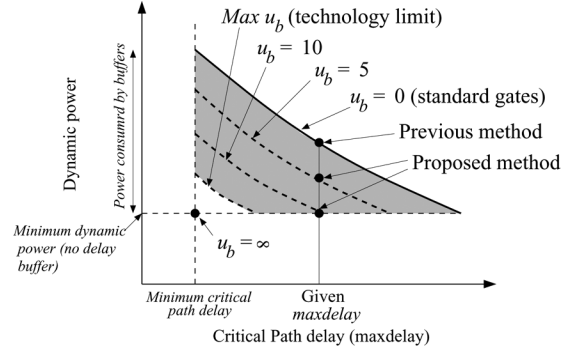 Max u_b (technology limit)
u_b = 10
u_b = 5
u_b = 0 (standard gates)
Previous method
Proposed method
Dynamic power
Power consumrd by buffers
Minimum dynamic
power (no delay
buffer)
u_b = ∞
Minimum critical
path delay
Given
maxdelay
Critical Path delay (maxdelay)